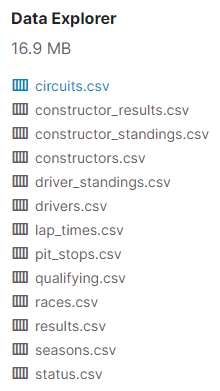 Data Explorer
16.9 MB
circuits.csv
constructor_results.csv
constructor_standings.csv
constructors.csv
driver_standings.csv
drivers.csv
lap_times.csv
pit_stops.csv
qualifying.csv
races.csv
results.csv
seasons.csv
status.csv